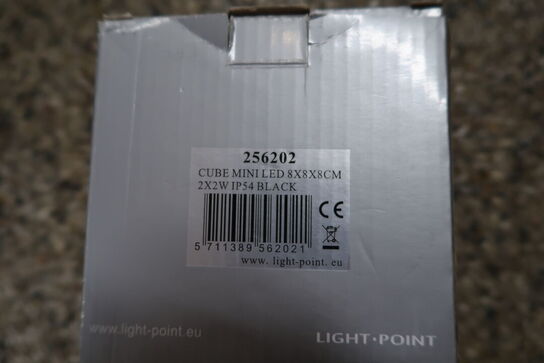 256202
CUBE MINI LED 8X8X8CM
2X2W IP54 BLACK
CE
5 711389 562021
www. light-point. eu
www.light-point.eu
LIGHT·POINT